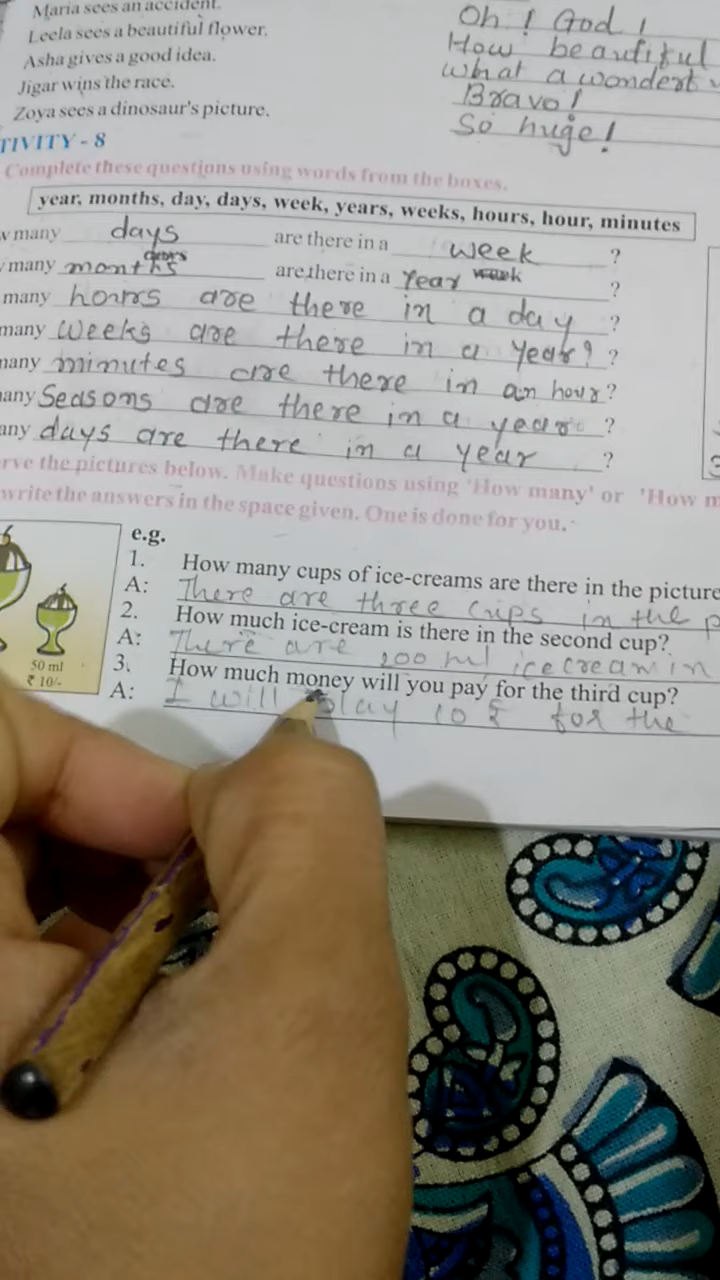 Maria sees an accident. Oh ! God !
Leela sees a beautiful flower. How beautiful
Asha gives a good idea. what a wonderf
Jigar wins the race. Bravo!
Zoya sees a dinosaur's picture. So huge!
TIVITY - 8
Complete these questions using words from the boxes.
year, months, day, days, week, years, weeks, hours, hour, minutes
w many days are there in a week ?
many months are there in a Year week ?
many hours are there in a day ?
many weeks are there in a year? ?
many minutes are there in an hour?
any Seasons are there in a year ?
any days are there in a year ?
rve the pictures below. Make questions using 'How many' or 'How m
write the answers in the space given. One is done for you.
e.g.
1. How many cups of ice-creams are there in the picture
A: There are three cups in the p
2. How much ice-cream is there in the second cup?
A: There are 200 ml icecream in
50 ml
₹ 10/-
3. How much money will you pay for the third cup?
A: I will play 10 ₹ for the